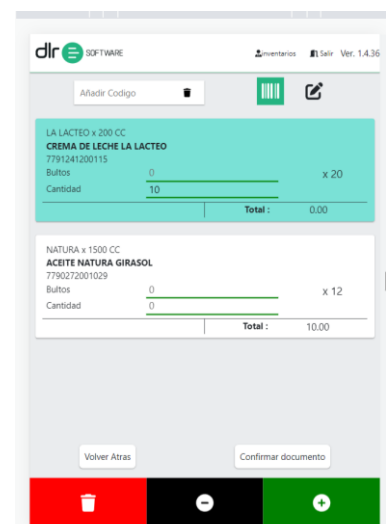 dlr SOFTWARE
Inventarios Salir Ver. 1.4.36
Añadir Codigo
LA LACTEO x 200 CC
CREMA DE LECHE LA LACTEO
7791241200115
Bultos 0 x 20
Cantidad 10
Total : 0.00
NATURA x 1500 CC
ACEITE NATURA GIRASOL
7790272001029
Bultos 0 x 12
Cantidad 0
Total : 10.00
Volver Atras Confirmar documento